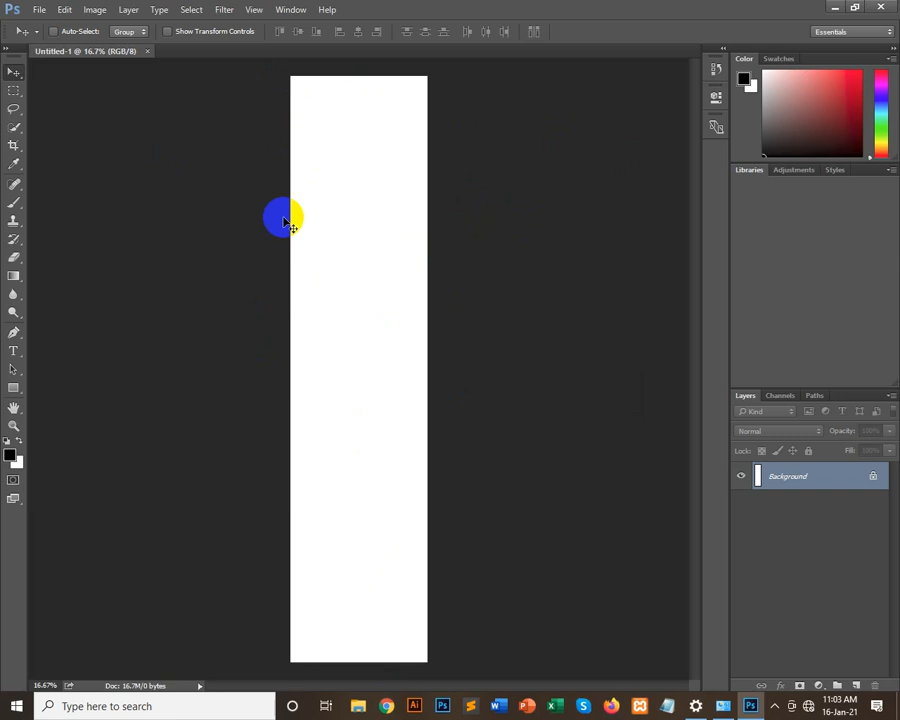 Ps File Edit Image Layer Type Select Filter View Window Help
Auto-Select: Group Show Transform Controls Essentials
Untitled-1 @ 16.7% (RGB/8) ×
Color Swatches
Libraries Adjustments Styles
Layers Channels Paths
Kind
Normal Opacity: 100%
Lock: Fill: 100%
Background
16.67% Doc: 16.7M/0 bytes
Type here to search
Ai Ps Ps
11:03 AM
16-Jan-21